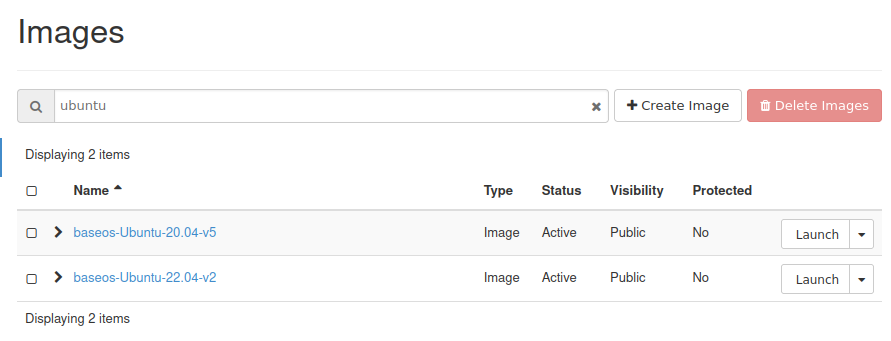 Images
ubuntu
Create Image
Delete Images
Displaying 2 items
Name Type Status Visibility Protected
baseos-Ubuntu-20.04-v5 Image Active Public No Launch
baseos-Ubuntu-22.04-v2 Image Active Public No Launch
Displaying 2 items